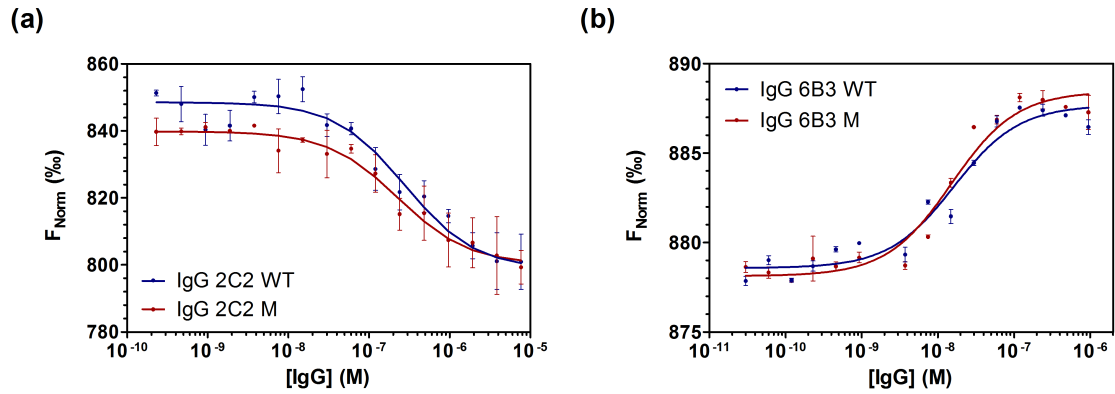 (a)
860
840
820
800
780
F_Norm (‰)
IgG 2C2 WT
IgG 2C2 M
10^-10 10^-9 10^-8 10^-7 10^-6 10^-5
[IgG] (M)
(b)
890
885
880
875
F_Norm (‰)
IgG 6B3 WT
IgG 6B3 M
10^-11 10^-10 10^-9 10^-8 10^-7 10^-6
[IgG] (M)